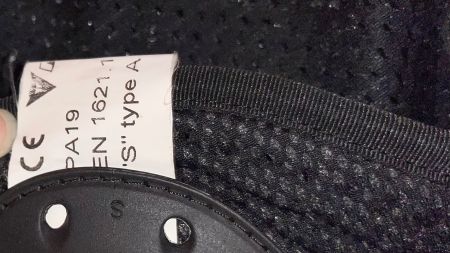 CE
PA19
EN 1621.1
"S" type A
S